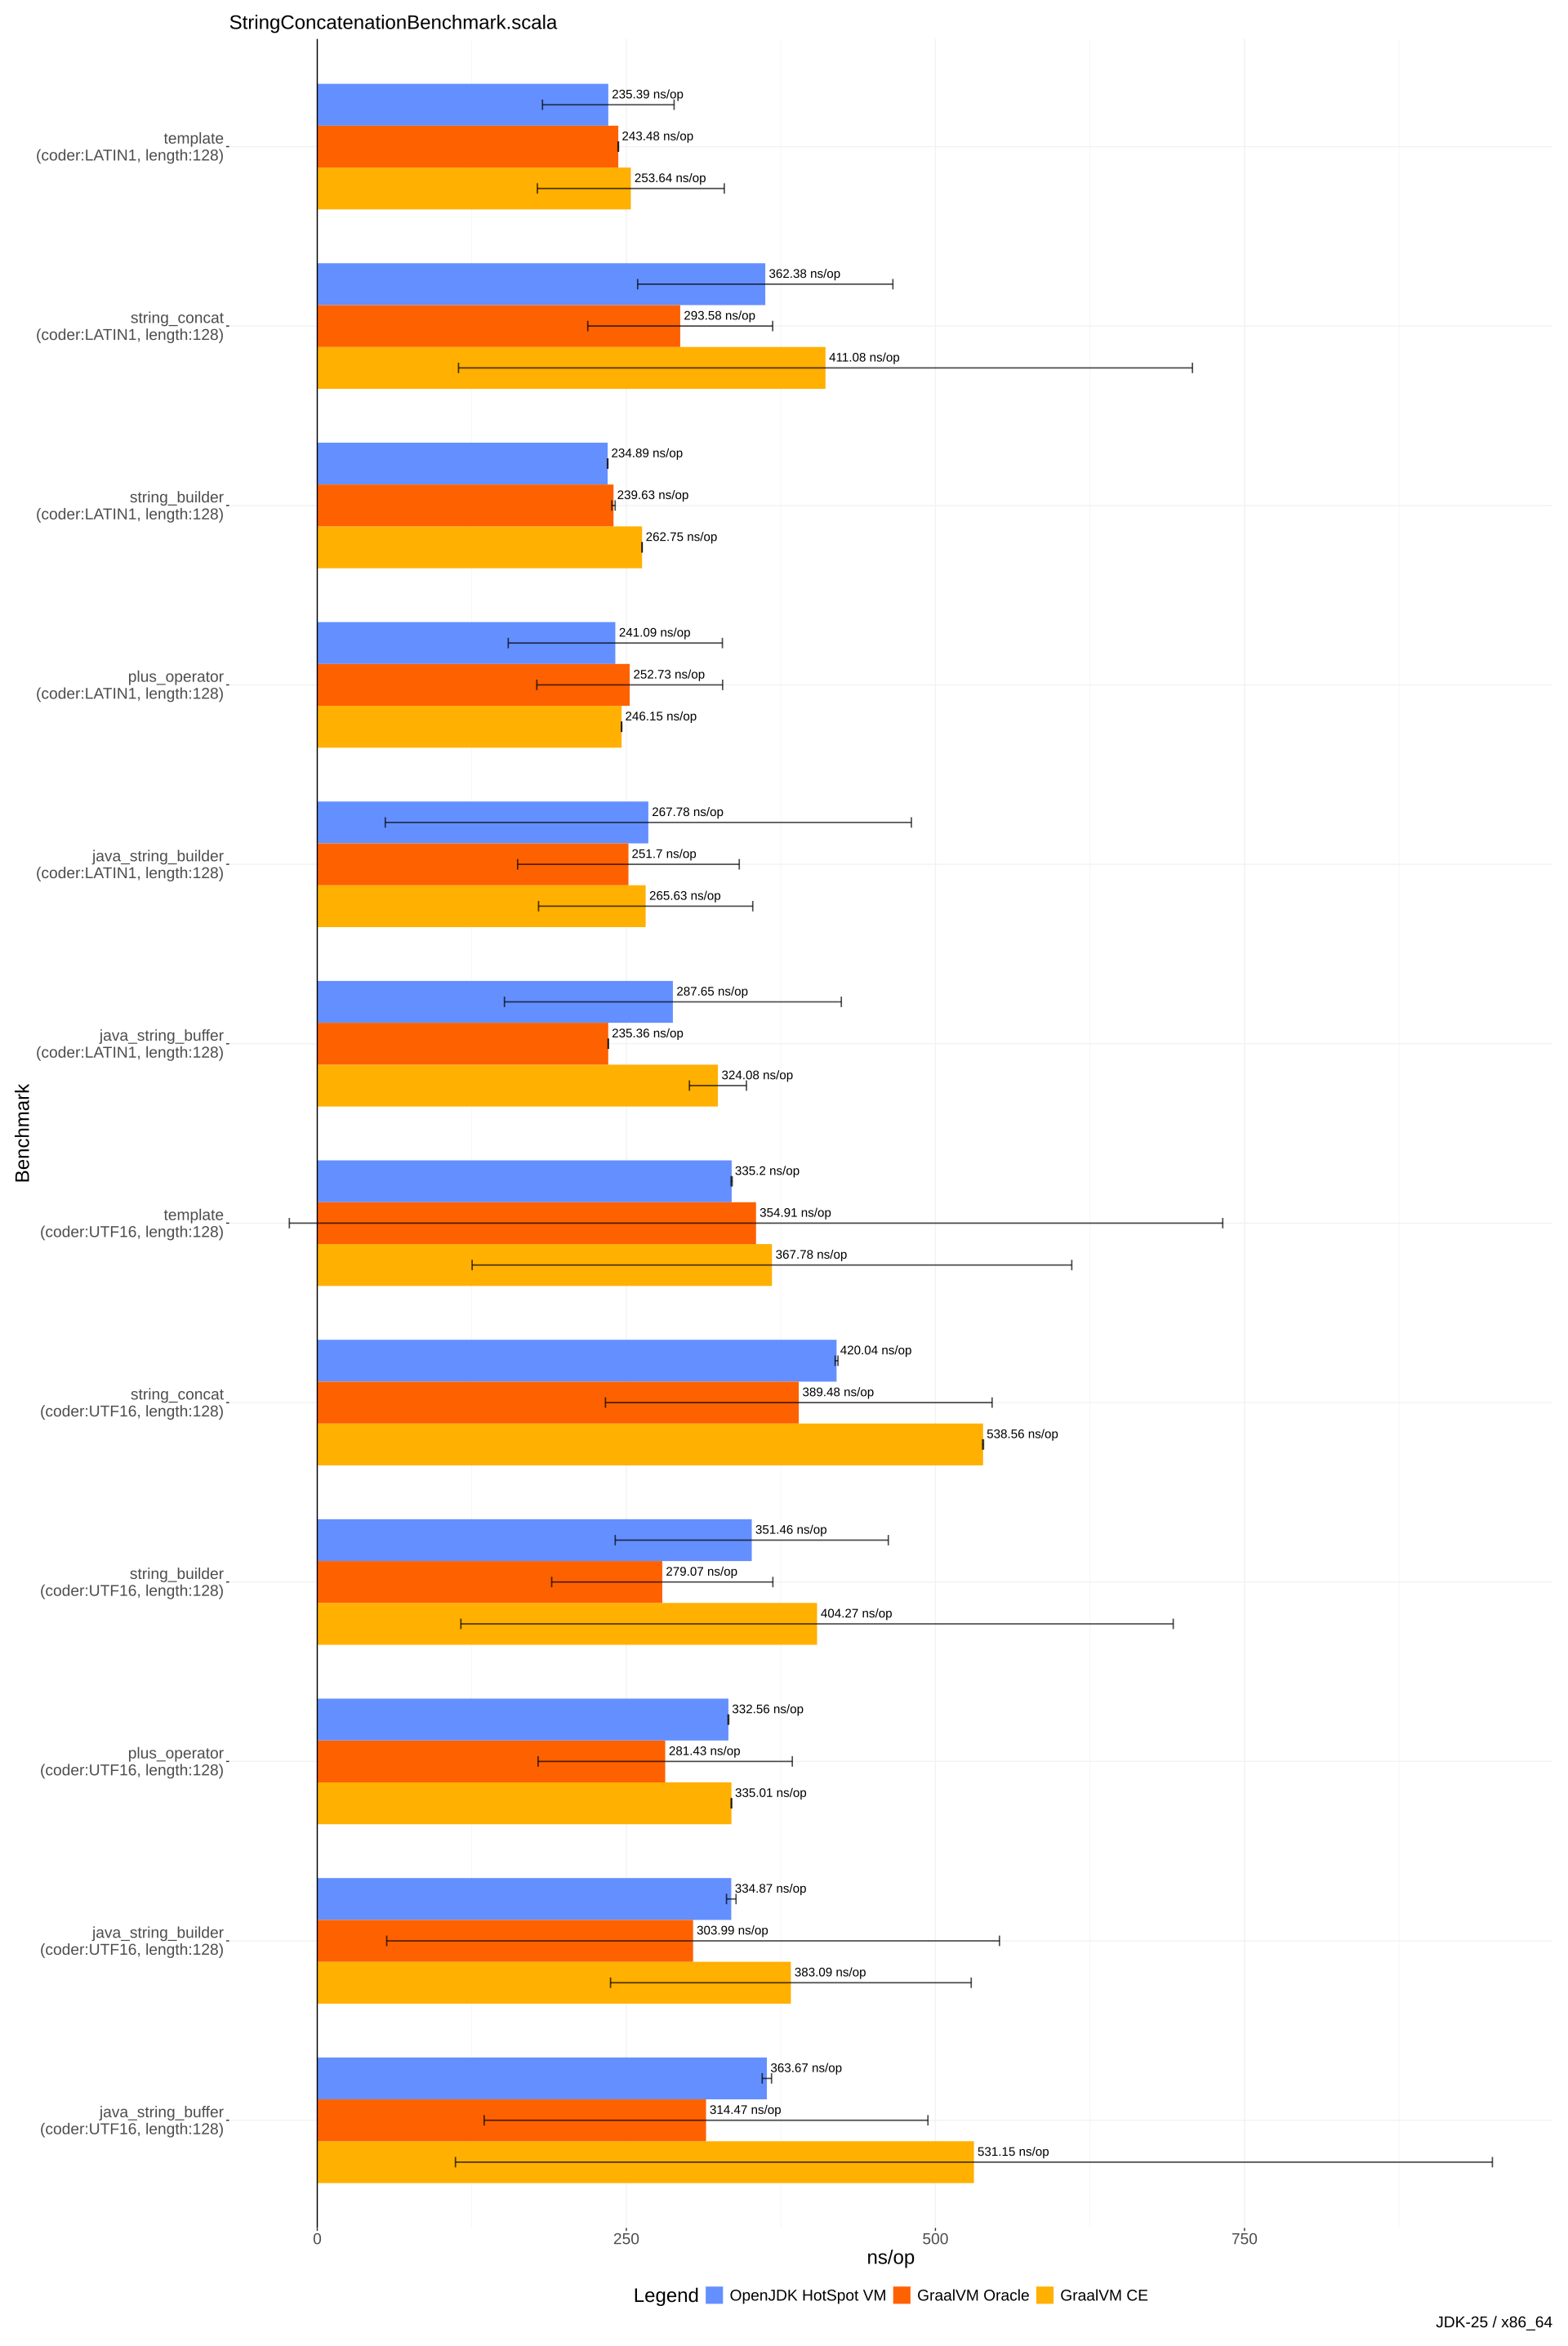 StringConcatenationBenchmark.scala
template
(coder:LATIN1, length:128)
235.39 ns/op
243.48 ns/op
253.64 ns/op
string_concat
(coder:LATIN1, length:128)
362.38 ns/op
293.58 ns/op
411.08 ns/op
string_builder
(coder:LATIN1, length:128)
234.89 ns/op
239.63 ns/op
262.75 ns/op
plus_operator
(coder:LATIN1, length:128)
241.09 ns/op
252.73 ns/op
246.15 ns/op
java_string_builder
(coder:LATIN1, length:128)
267.78 ns/op
251.7 ns/op
265.63 ns/op
java_string_buffer
(coder:LATIN1, length:128)
287.65 ns/op
235.36 ns/op
324.08 ns/op
Benchmark
template
(coder:UTF16, length:128)
335.2 ns/op
354.91 ns/op
367.78 ns/op
string_concat
(coder:UTF16, length:128)
420.04 ns/op
389.48 ns/op
538.56 ns/op
string_builder
(coder:UTF16, length:128)
351.46 ns/op
279.07 ns/op
404.27 ns/op
plus_operator
(coder:UTF16, length:128)
332.56 ns/op
281.43 ns/op
335.01 ns/op
java_string_builder
(coder:UTF16, length:128)
334.87 ns/op
303.99 ns/op
383.09 ns/op
java_string_buffer
(coder:UTF16, length:128)
363.67 ns/op
314.47 ns/op
531.15 ns/op
0 250 500 750
ns/op
Legend OpenJDK HotSpot VM GraalVM Oracle GraalVM CE
JDK-25 / x86_64